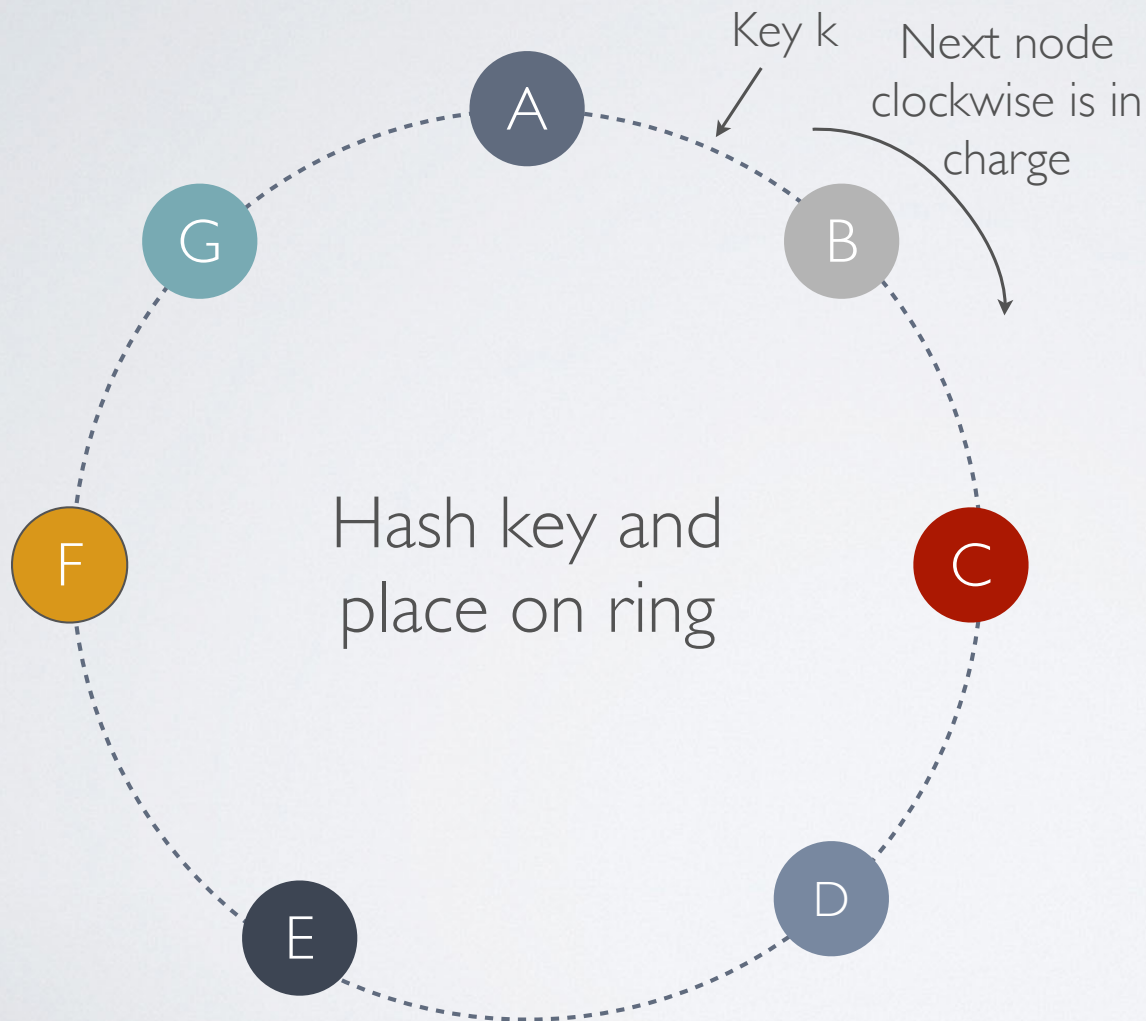 Key k
Next node
clockwise is in
charge
A
B
G
F
C
Hash key and
place on ring
D
E